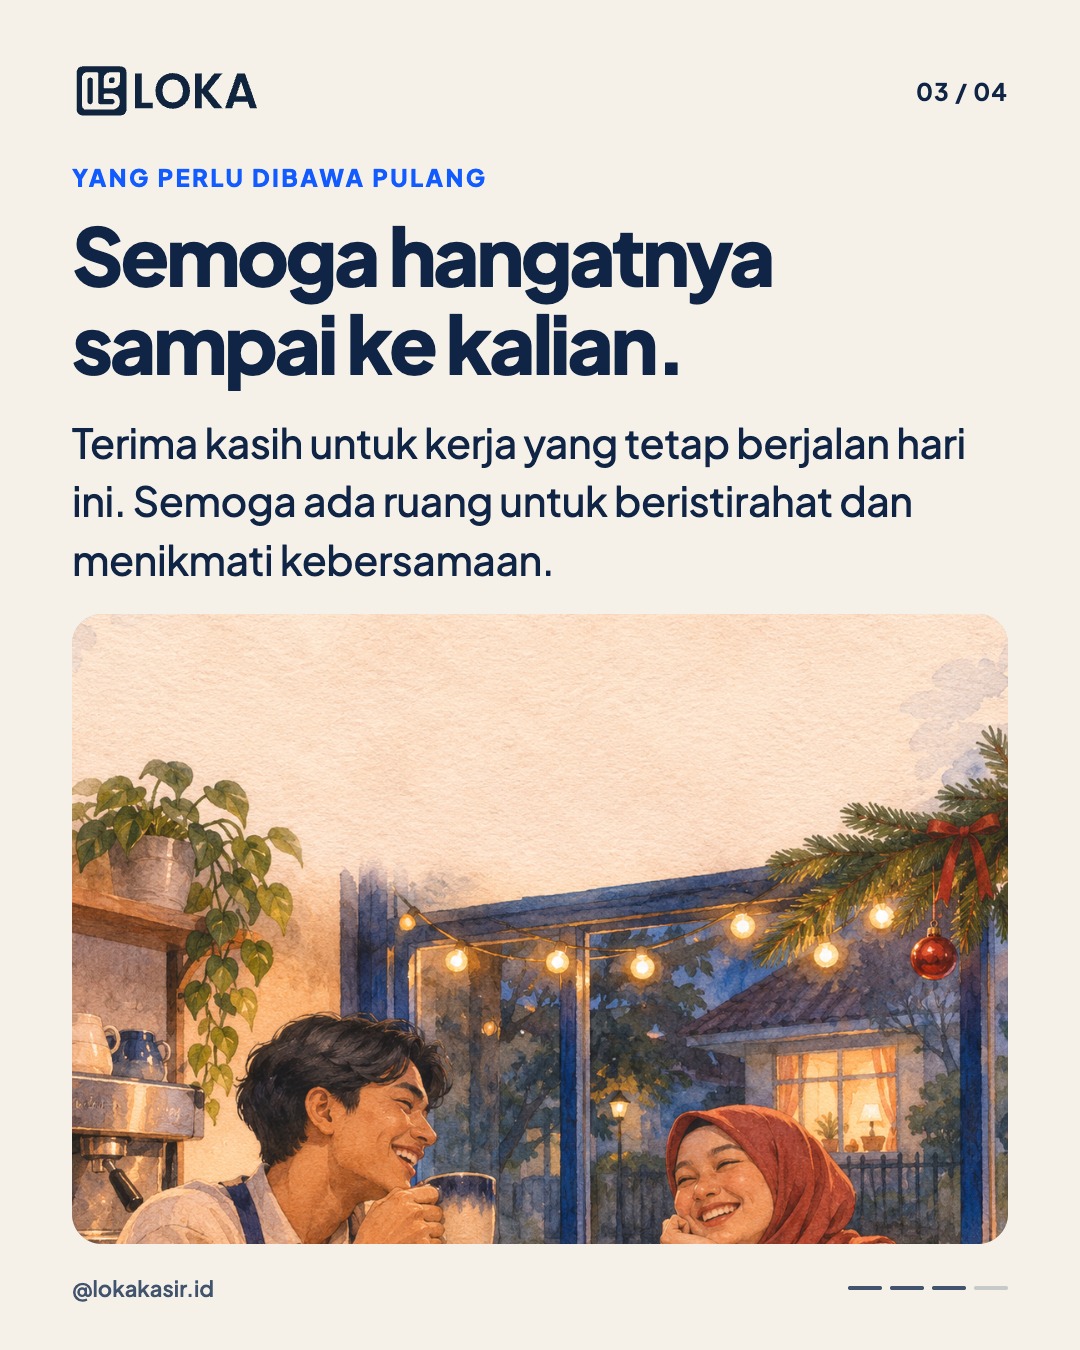 LOKA
03 / 04
YANG PERLU DIBAWA PULANG
Semoga hangatnya
sampai ke kalian.
Terima kasih untuk kerja yang tetap berjalan hari
ini. Semoga ada ruang untuk beristirahat dan
menikmati kebersamaan.
@lokakasir.id